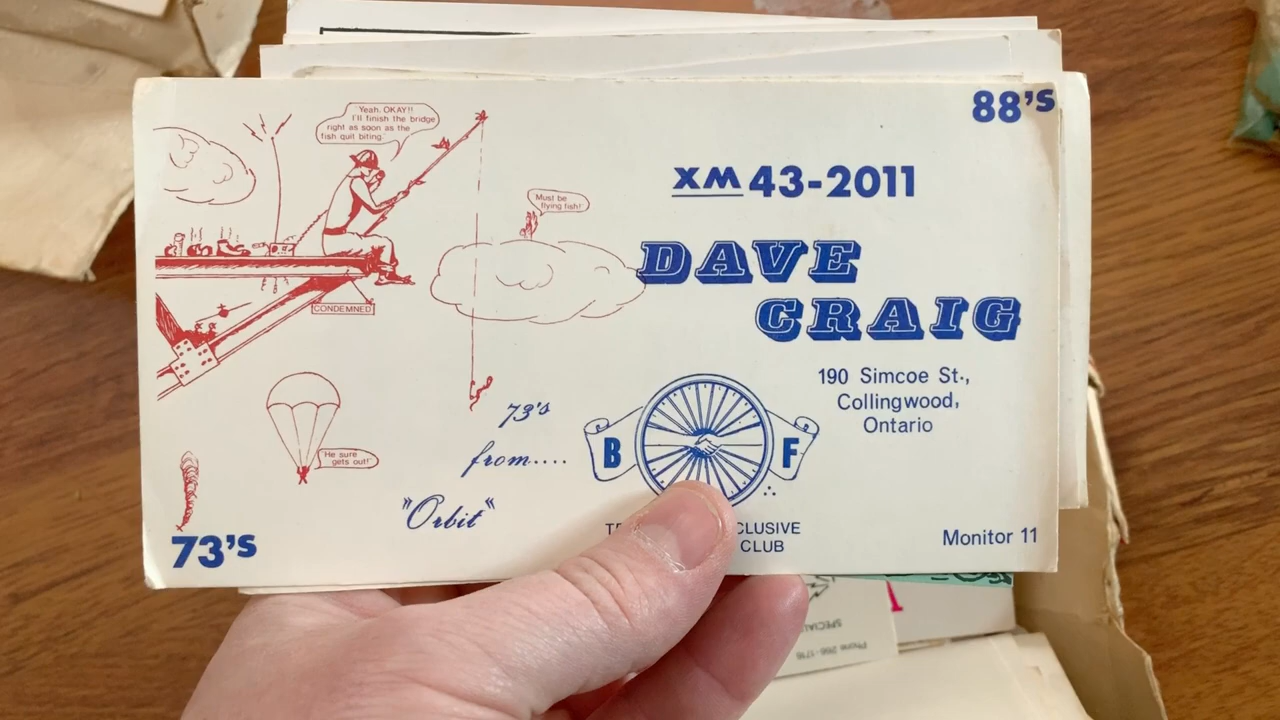 88's
"Yeah, OKAY!!
I'll finish the bridge
right as soon as the
fish quit biting."
"Must be
flying fish!"
CONDEMNED
"He sure
gets out!"
XM 43-2011
DAVE
CRAIG
190 Simcoe St.,
Collingwood,
Ontario
73's
from....
"Orbit"
B F
CLUSIVE
CLUB
73's
Monitor 11
SPECIAL
Phone